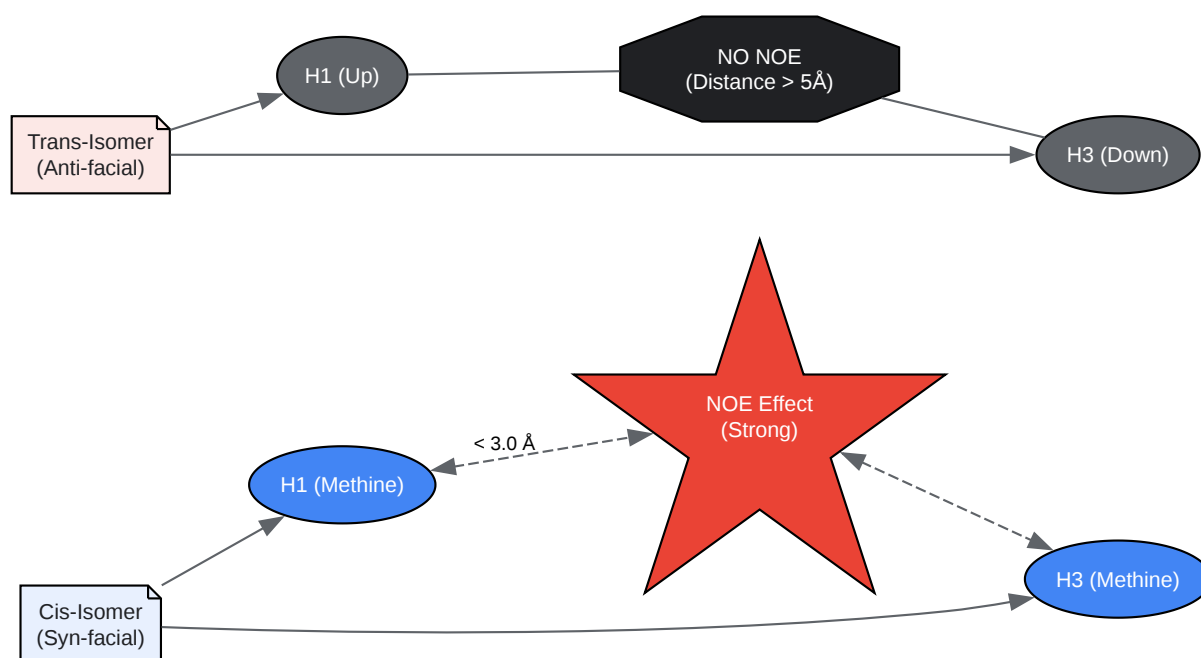 H1 (Up)
NO NOE
(Distance > 5Å)
Trans-Isomer
(Anti-facial)
H3 (Down)
NOE Effect
(Strong)
< 3.0 Å
H1 (Methine)
H3 (Methine)
Cis-Isomer
(Syn-facial)